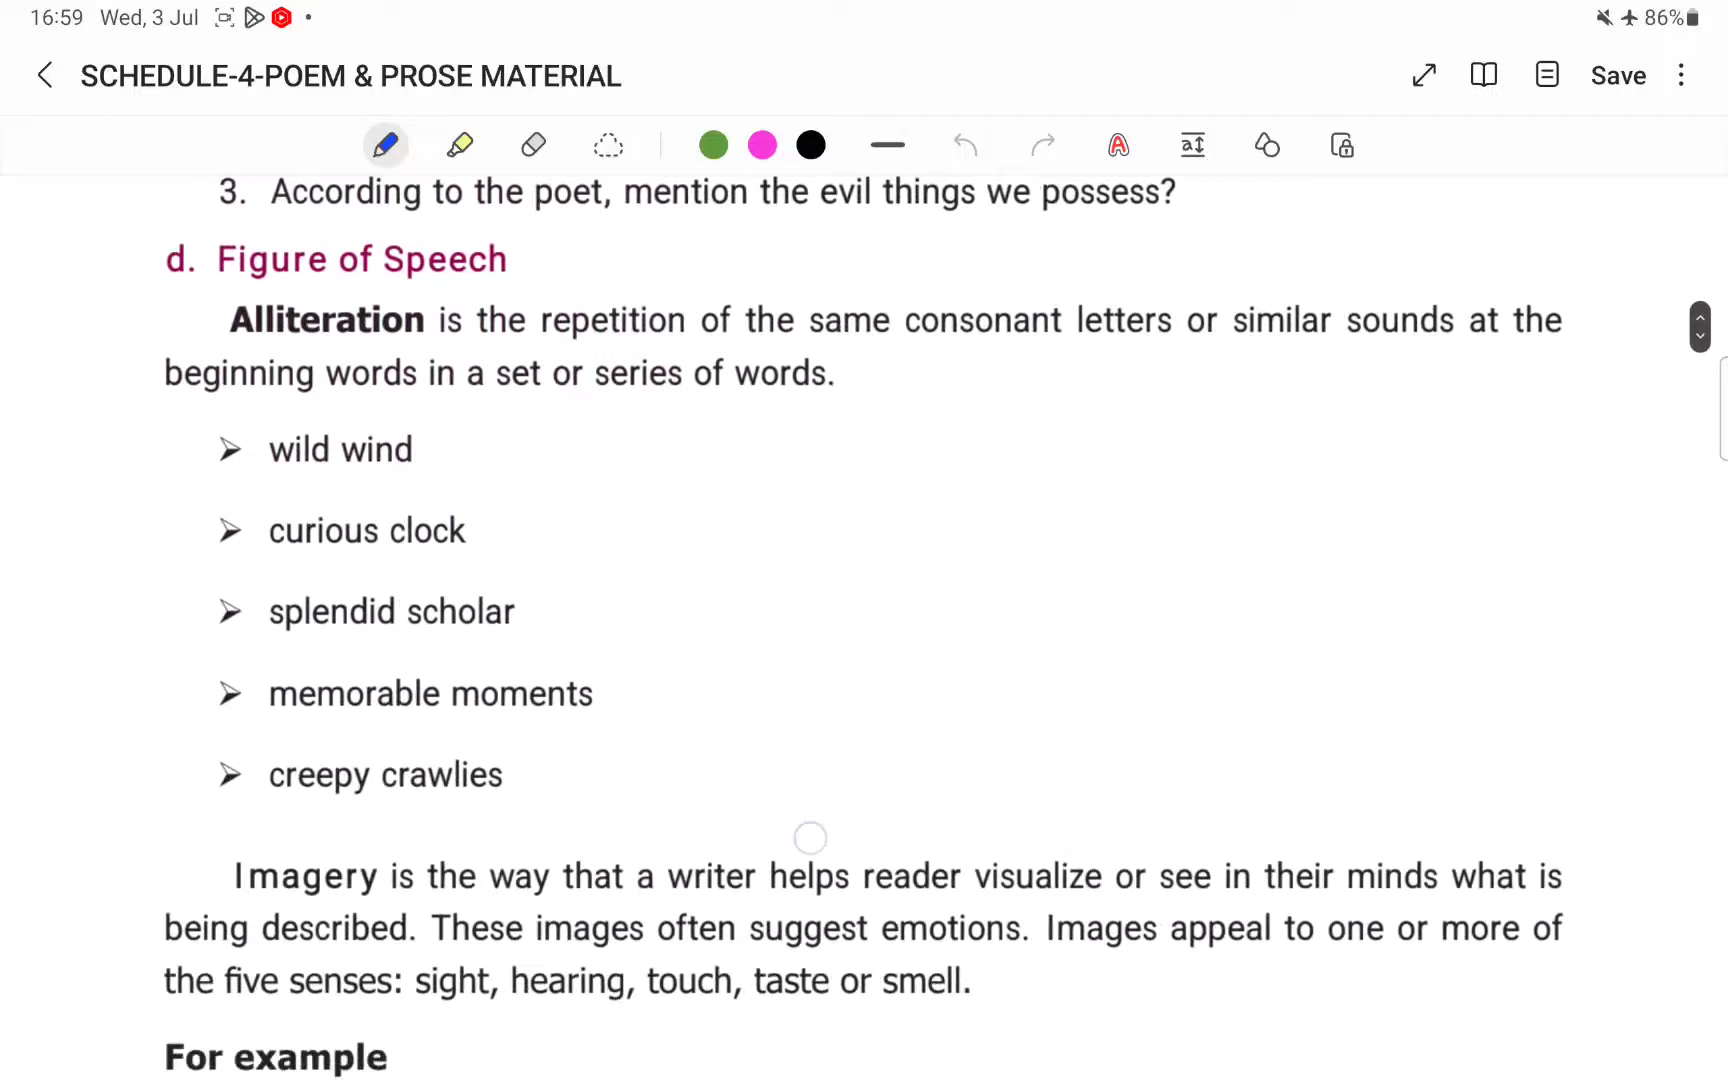 16:59 Wed, 3 Jul
86%
SCHEDULE-4-POEM & PROSE MATERIAL
Save
A
a
3. According to the poet, mention the evil things we possess?
d. Figure of Speech
Alliteration is the repetition of the same consonant letters or similar sounds at the
beginning words in a set or series of words.
➢ wild wind
➢ curious clock
➢ splendid scholar
➢ memorable moments
➢ creepy crawlies
Imagery is the way that a writer helps reader visualize or see in their minds what is
being described. These images often suggest emotions. Images appeal to one or more of
the five senses: sight, hearing, touch, taste or smell.
For example